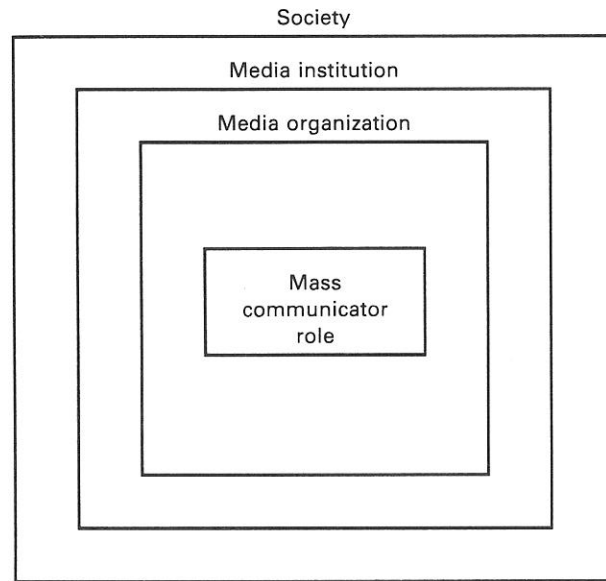 Society
Media institution
Media organization
Mass
communicator
role